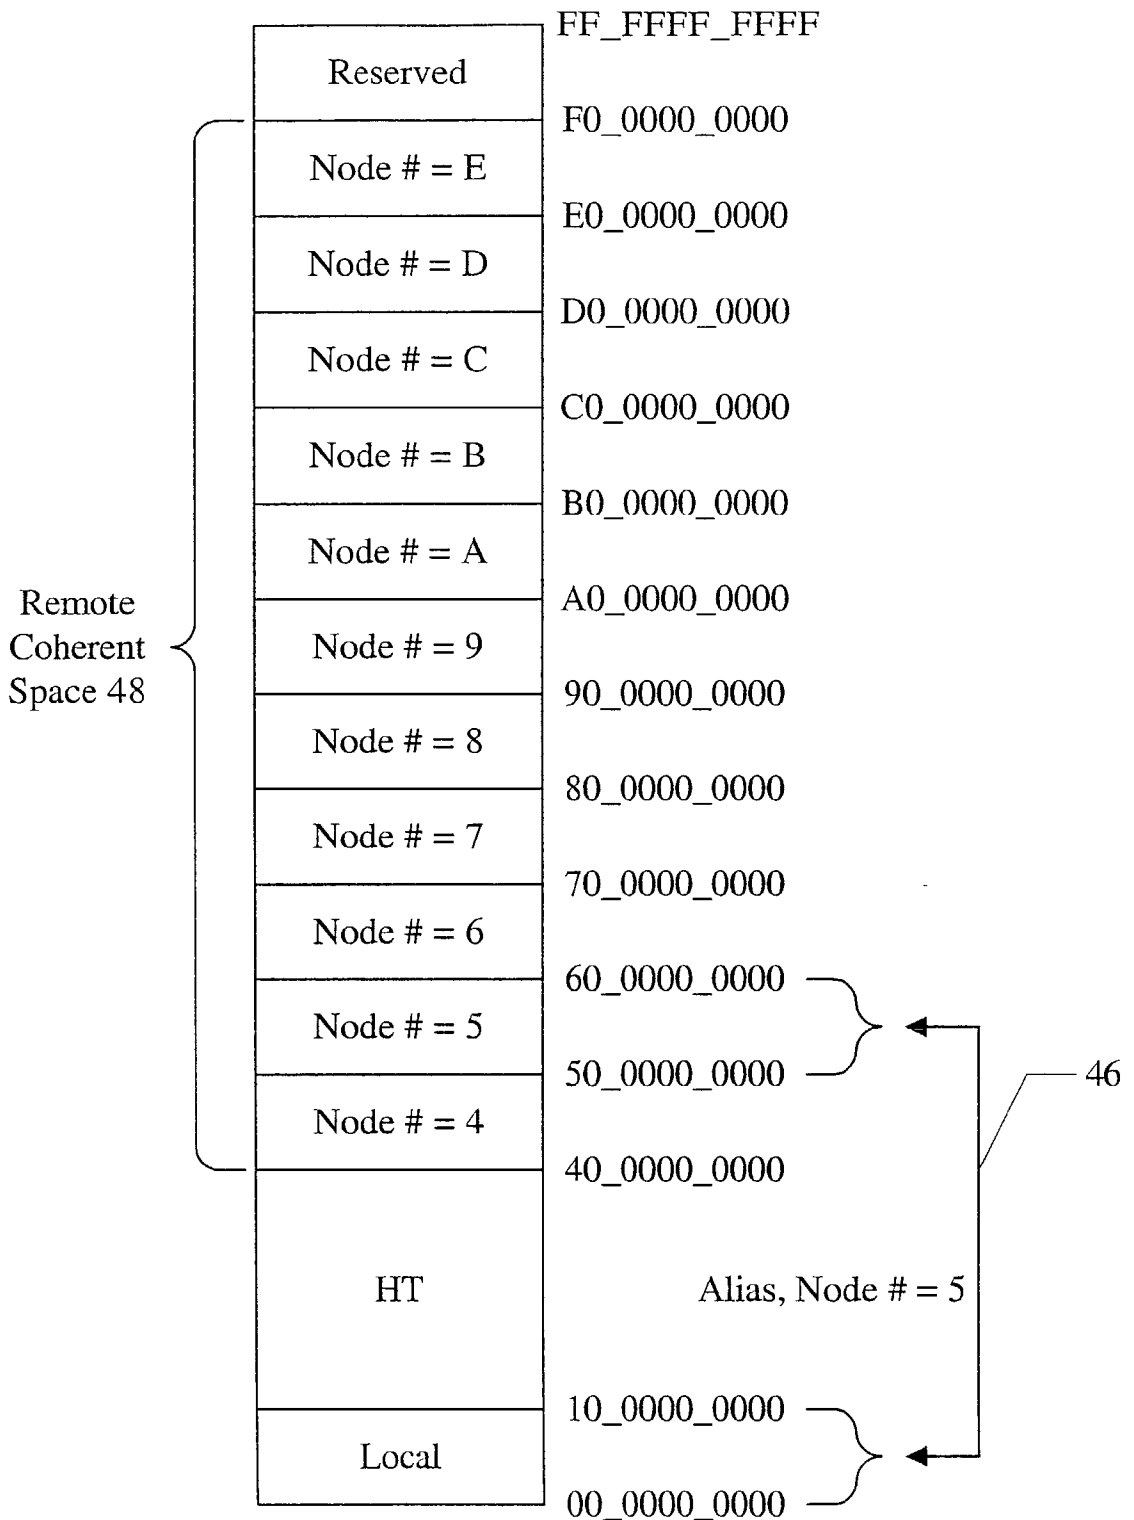 FF_FFFF_FFFF
Reserved
F0_0000_0000
Node # = E
E0_0000_0000
Node # = D
D0_0000_0000
Node # = C
C0_0000_0000
Node # = B
B0_0000_0000
Node # = A
A0_0000_0000
Remote
Coherent
Space 48
Node # = 9
90_0000_0000
Node # = 8
80_0000_0000
Node # = 7
70_0000_0000
Node # = 6
60_0000_0000
Node # = 5
50_0000_0000
46
Node # = 4
40_0000_0000
HT
Alias, Node # = 5
10_0000_0000
Local
00_0000_0000